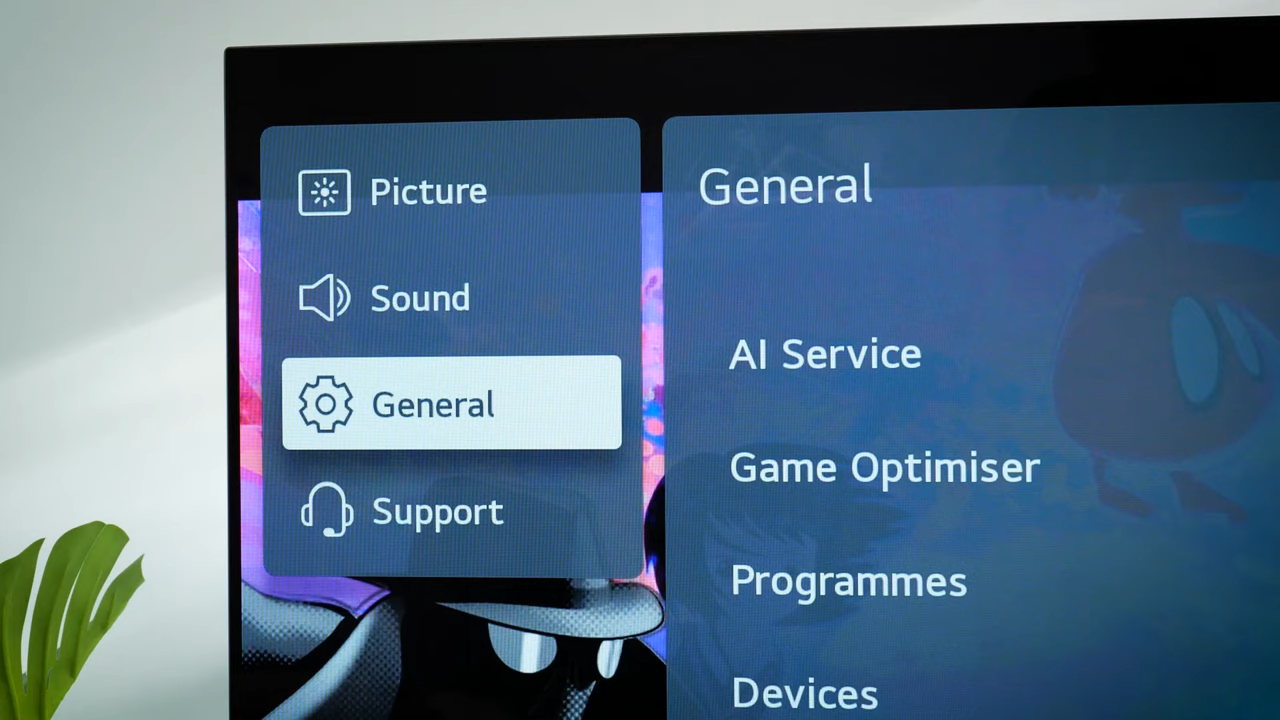 Picture
Sound
General
Support
General
AI Service
Game Optimiser
Programmes
Devices